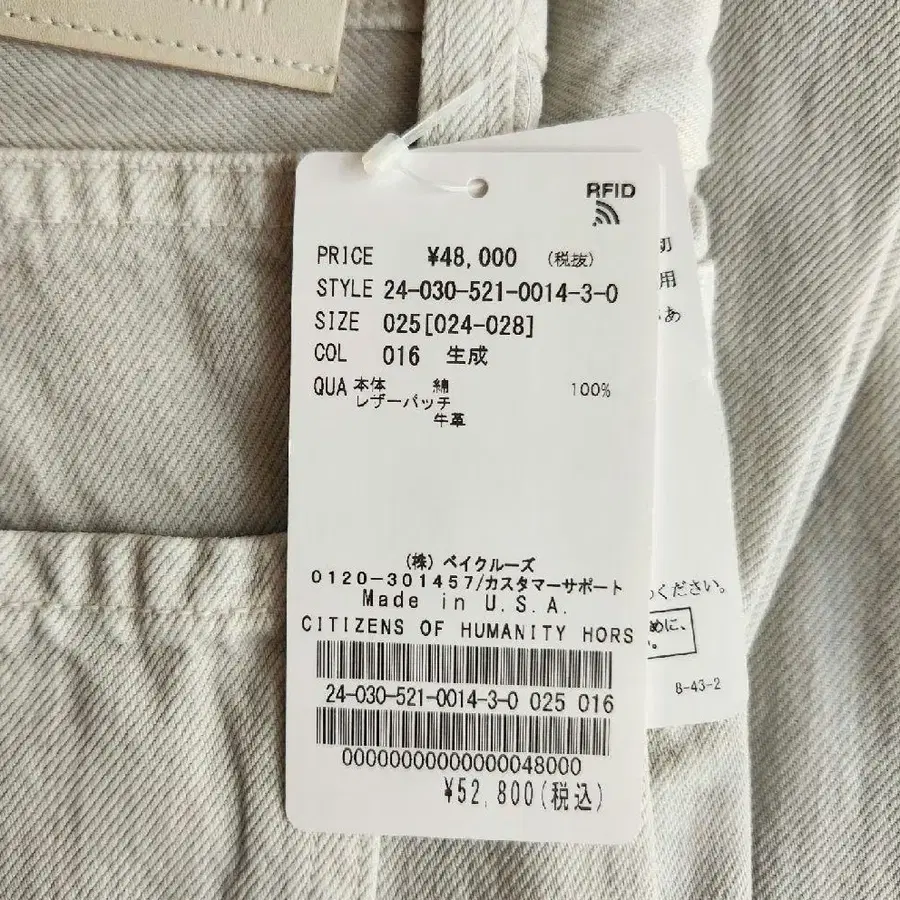 RFID
PRICE ¥48,000 (税抜)
STYLE 24-030-521-0014-3-0
SIZE 025[024-028]
COL 016 生成
QUA 本体 綿 100%
レザーパッチ
牛革
(株)ベイクルーズ
0120-301457/カスタマーサポート
Made in U.S.A.
CITIZENS OF HUMANITY HORS
24-030-521-0014-3-0 025 016
00000000000000048000
¥52,800(税込)
用
あ
ください。
めに、
8-43-2